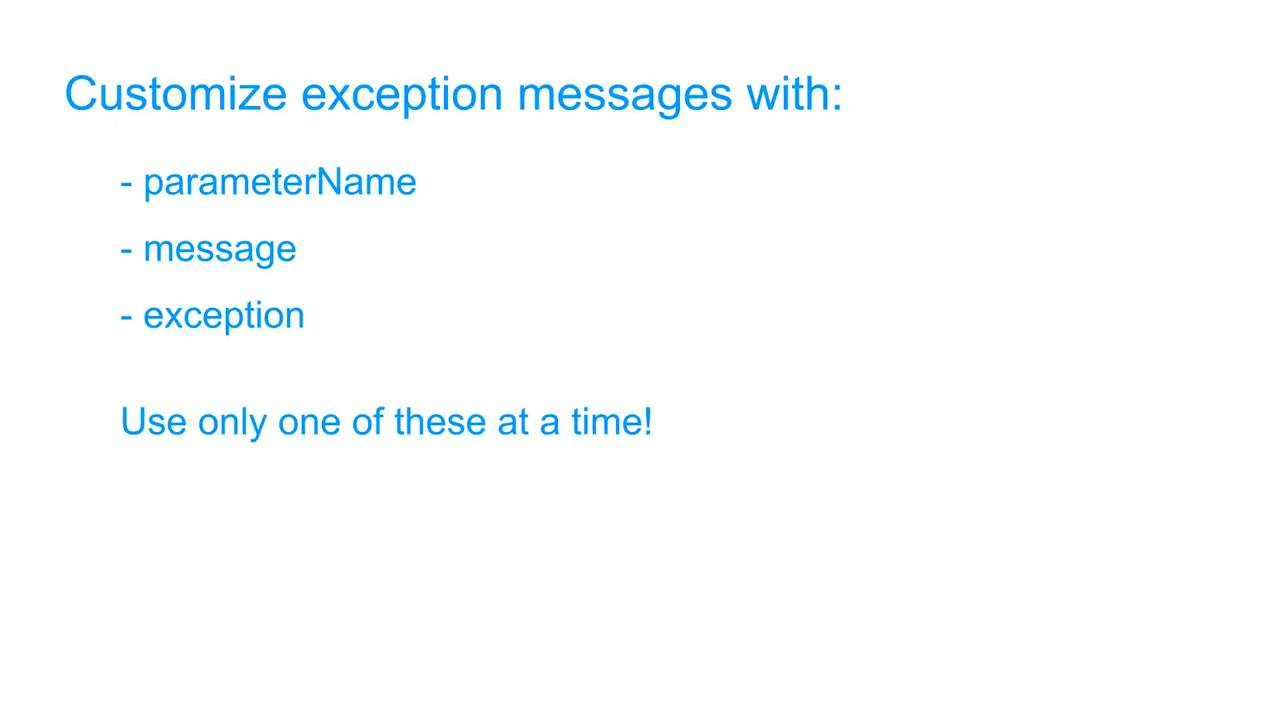 Customize exception messages with:
- parameterName
- message
- exception
Use only one of these at a time!